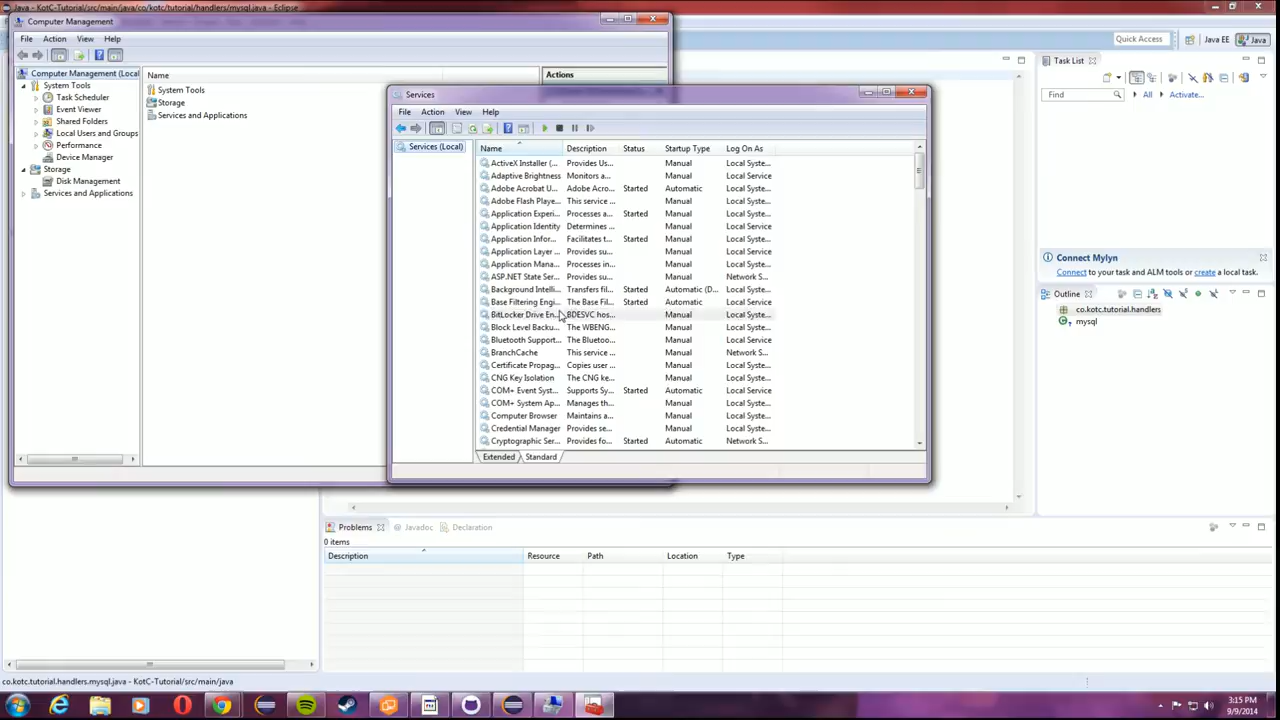 Java - KotC-Tutorial/src/main/java/co/kotc/tutorial/handlers/mysql.java - Eclipse
Computer Management
File Action View Help
Computer Management (Local
System Tools
Task Scheduler
Event Viewer
Shared Folders
Local Users and Groups
Performance
Device Manager
Storage
Disk Management
Services and Applications
Name
System Tools
Storage
Services and Applications
Actions
Services
File Action View Help
Services (Local)
Name Description Status Startup Type Log On As
ActiveX Installer (... Provides Us... Manual Local Syste...
Adaptive Brightness Monitors a... Manual Local Service
Adobe Acrobat U... Adobe Acro... Started Automatic Local Syste...
Adobe Flash Playe... This service ... Manual Local Syste...
Application Experi... Processes a... Started Manual Local Syste...
Application Identity Determines ... Manual Local Service
Application Infor... Facilitates t... Started Manual Local Syste...
Application Layer ... Provides su... Manual Local Service
Application Mana... Processes in... Manual Local Syste...
ASP.NET State Ser... Provides su... Manual Network S...
Background Intelli... Transfers fil... Started Automatic (D... Local Syste...
Base Filtering Engi... The Base Fil... Started Automatic Local Service
BitLocker Drive En... BDESVC hos... Manual Local Syste...
Block Level Backu... The WBENG... Manual Local Syste...
Bluetooth Support... The Bluetoo... Manual Local Service
BranchCache This service ... Manual Network S...
Certificate Propag... Copies user ... Manual Local Syste...
CNG Key Isolation The CNG ke... Manual Local Syste...
COM+ Event Syst... Supports Sy... Started Automatic Local Service
COM+ System Ap... Manages th... Manual Local Syste...
Computer Browser Maintains a... Manual Local Syste...
Credential Manager Provides se... Manual Local Syste...
Cryptographic Ser... Provides fo... Started Automatic Network S...
Extended Standard
Quick Access Java EE Java
Task List
Find All Activate...
Connect Mylyn
Connect to your task and ALM tools or create a local task.
Outline
co.kotc.tutorial.handlers
mysql
Problems Javadoc Declaration
0 items
Description Resource Path Location Type
co.kotc.tutorial.handlers.mysql.java - KotC-Tutorial/src/main/java
3:15 PM
9/9/2014